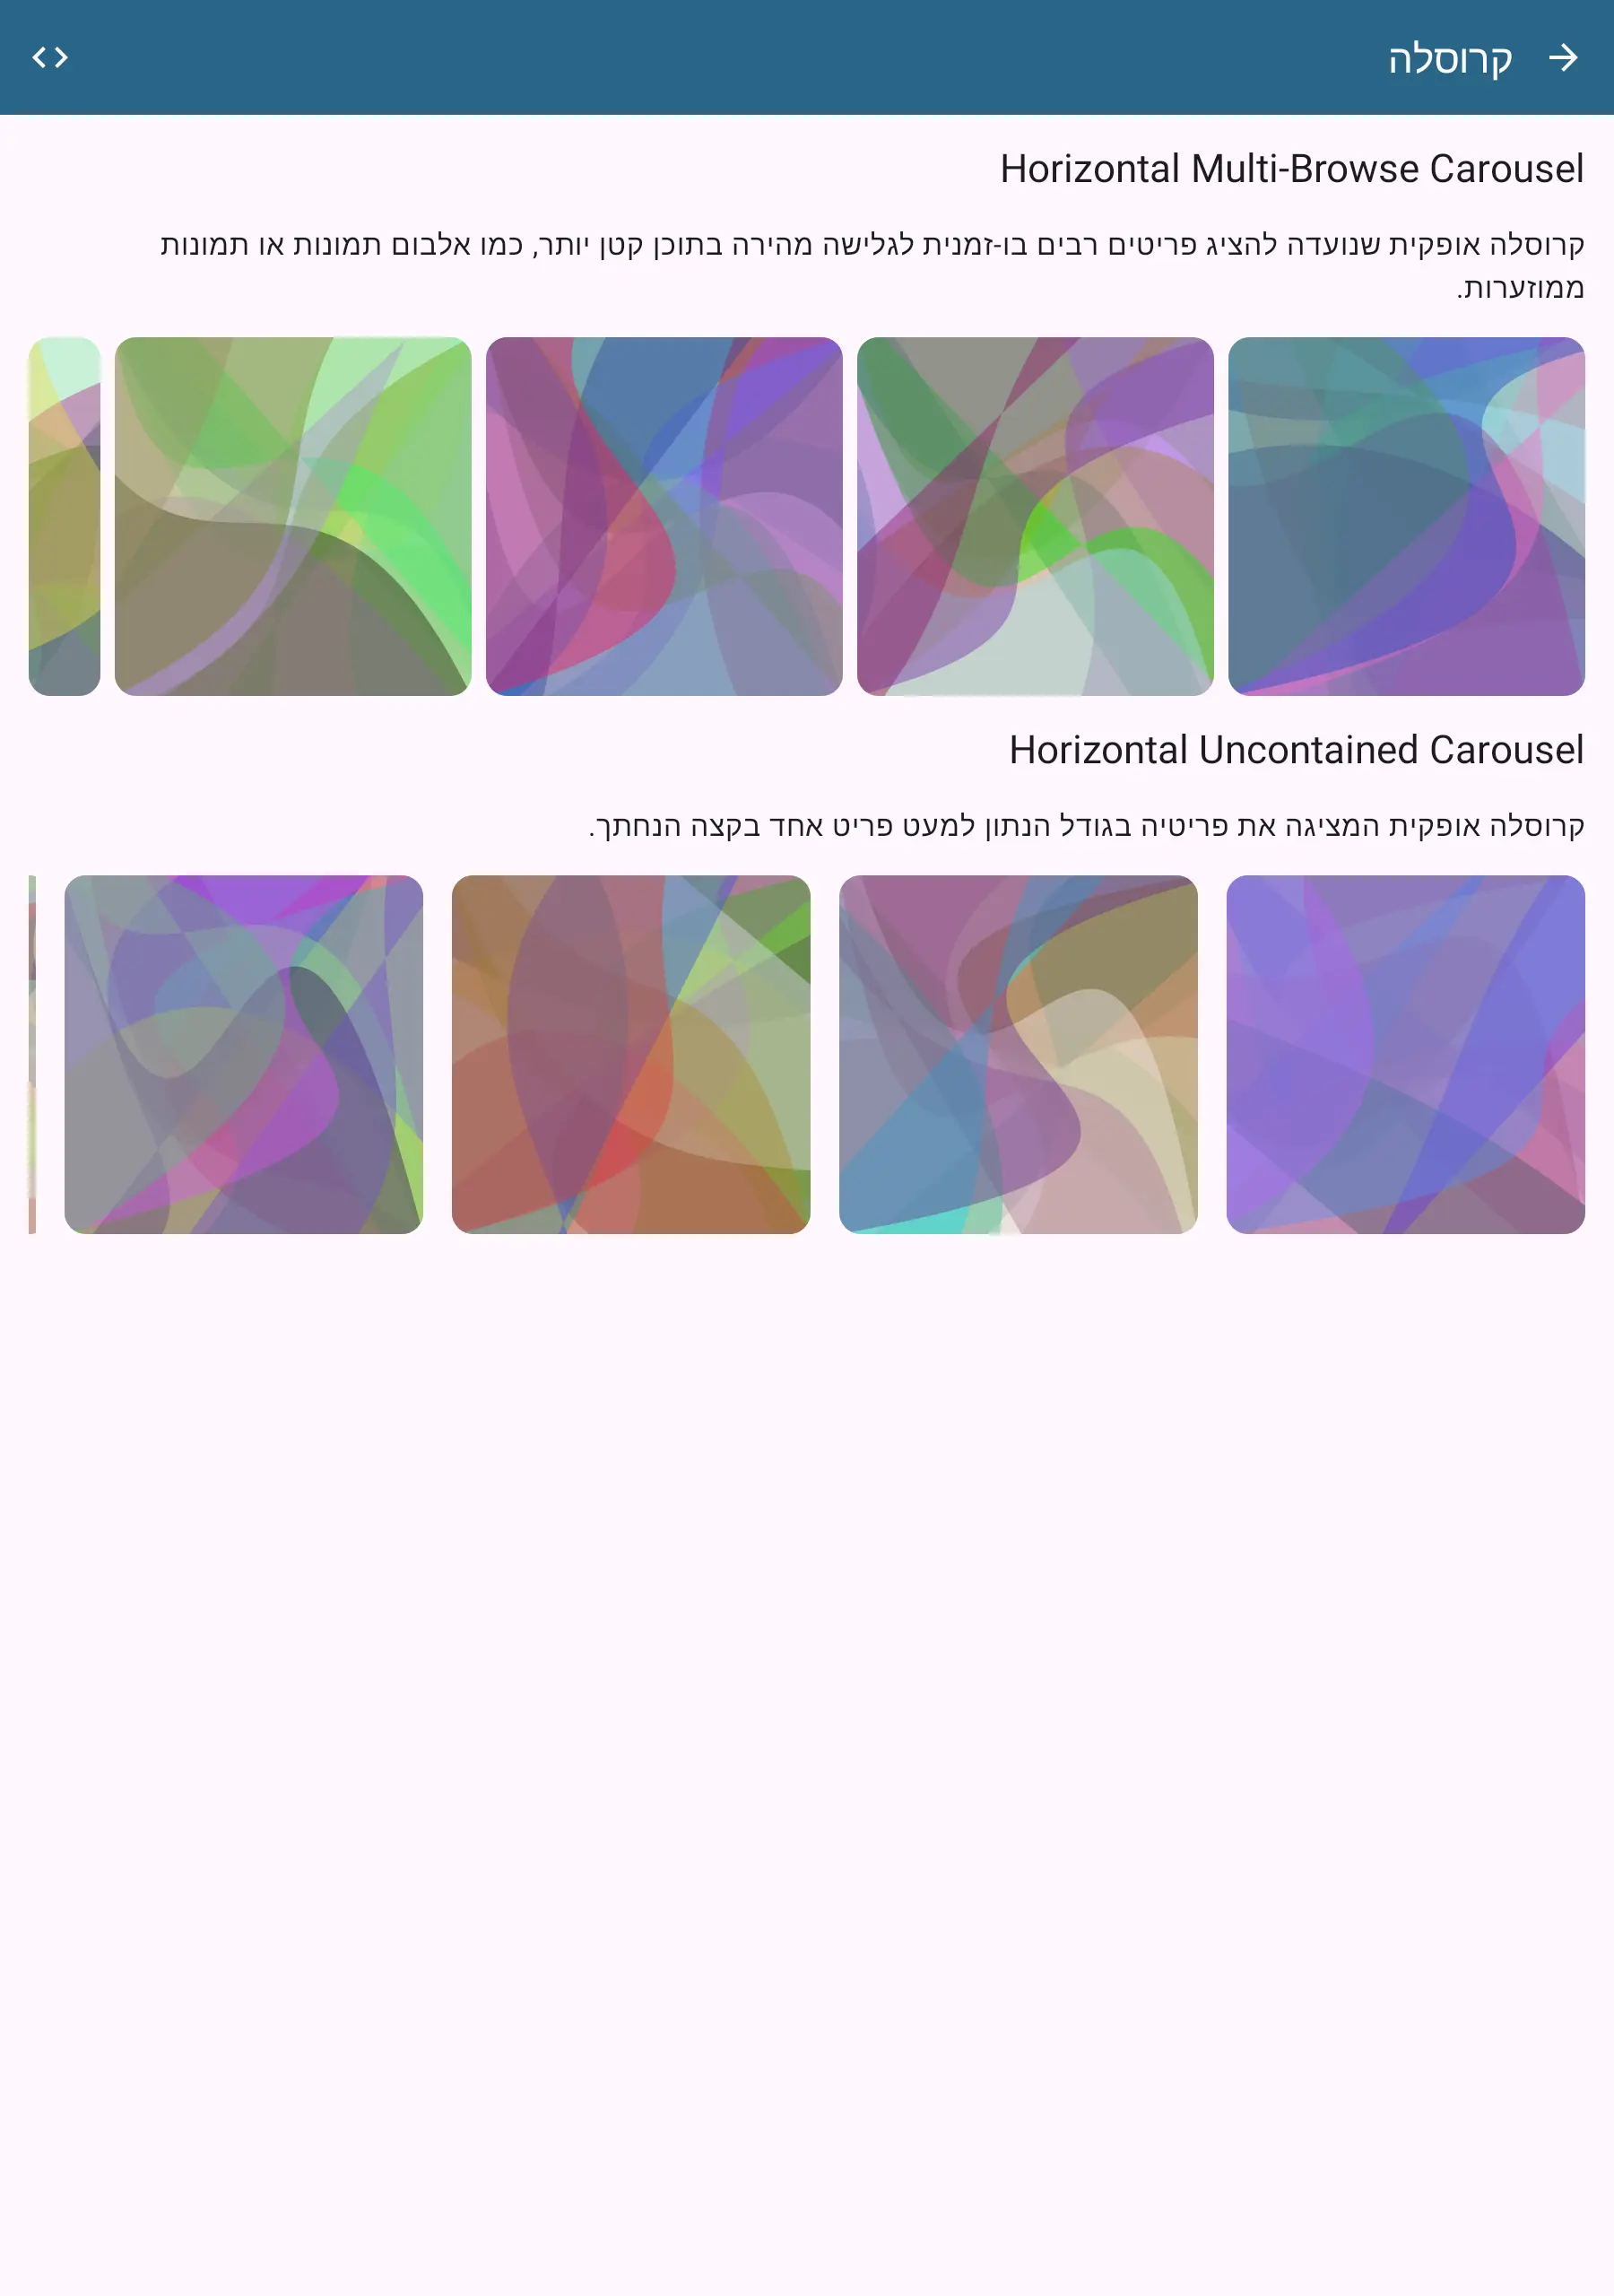 קרוסלה
Horizontal Multi-Browse Carousel
קרוסלה אופקית שנועדה להציג פריטים רבים בו-זמנית לגלישה מהירה בתוכן קטן יותר, כמו אלבום תמונות או תמונות
ממוזערות.
Horizontal Uncontained Carousel
קרוסלה אופקית המציגה את פריטיה בגודל הנתון למעט פריט אחד בקצה הנחתך.